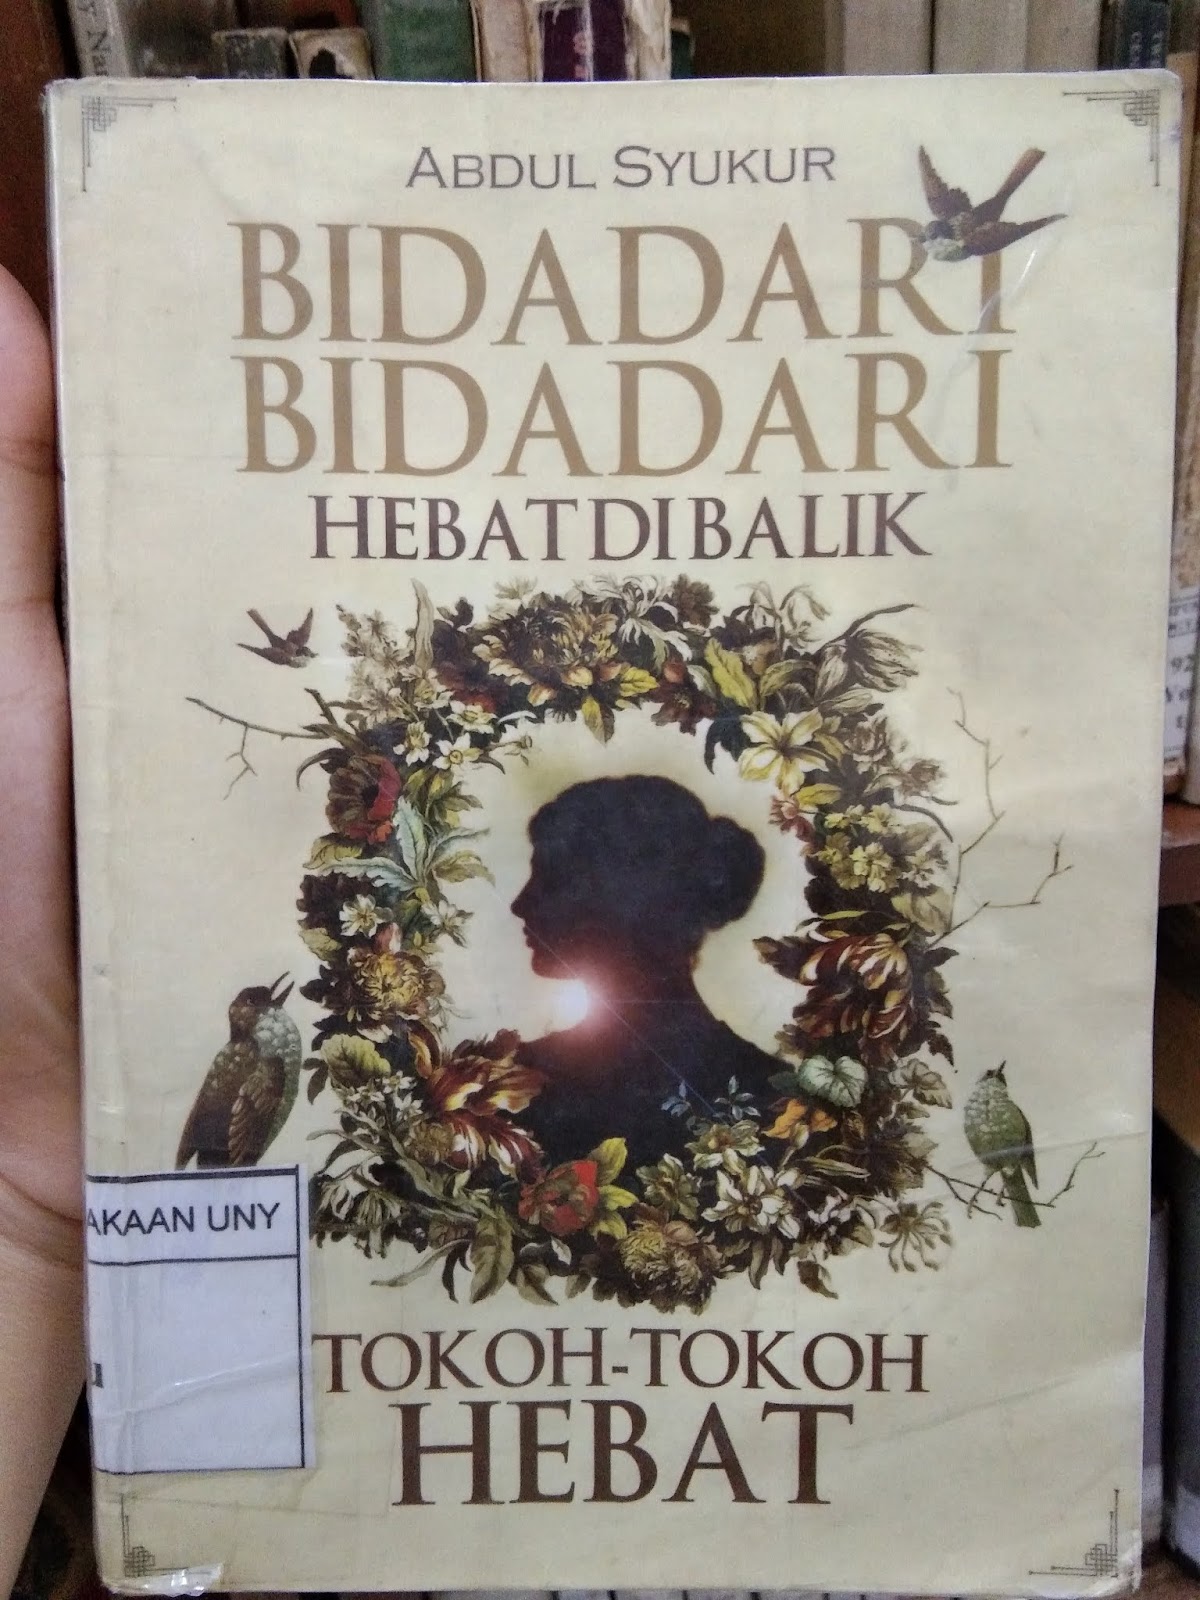 ABDUL SYUKUR
BIDADARI
BIDADARI
HEBAT DI BALIK
AKAAN UNY
u
TOKOH-TOKOH
HEBAT